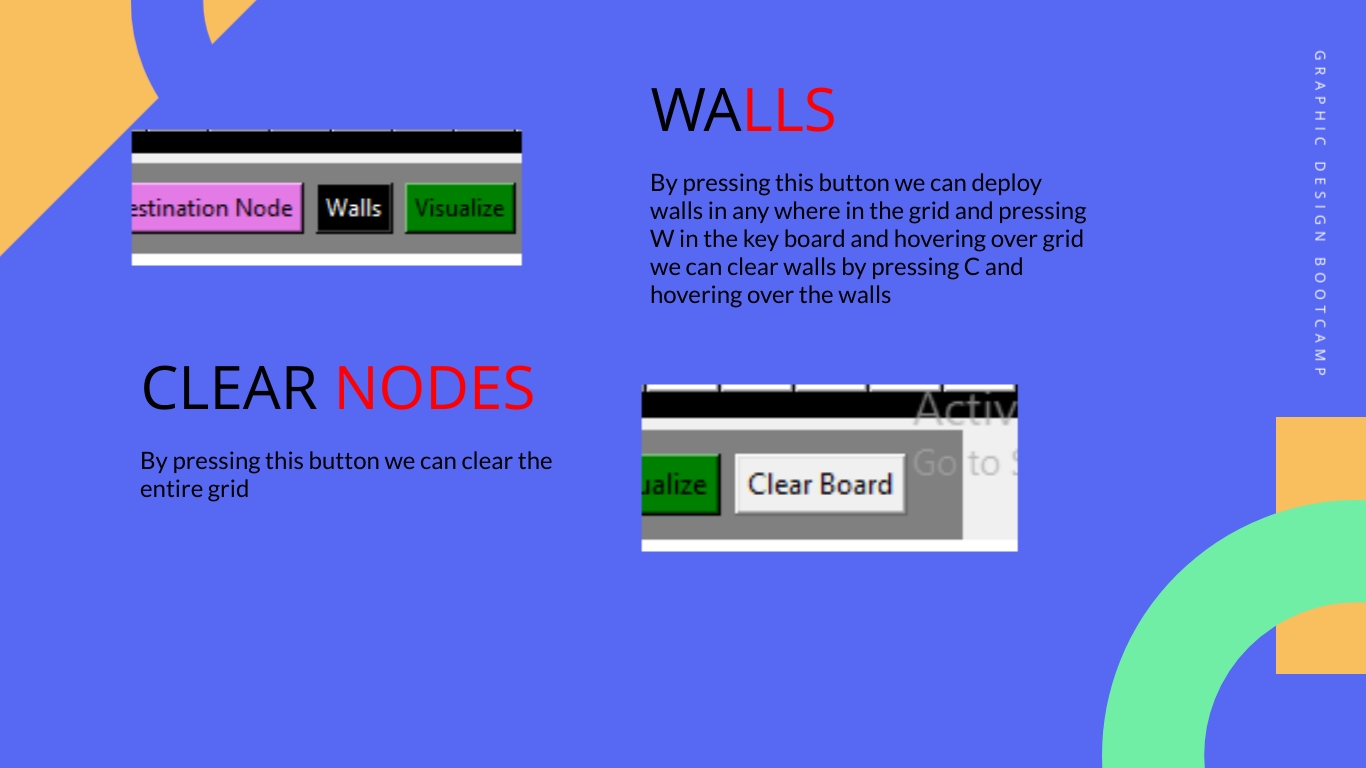 WALLS
By pressing this button we can deploy
walls in any where in the grid and pressing
W in the key board and hovering over grid
we can clear walls by pressing C and
hovering over the walls
estination Node
Walls
Visualize
CLEAR NODES
By pressing this button we can clear the
entire grid
Activ
Go to S
ualize
Clear Board
GRAPHIC DESIGN BOOTCAMP